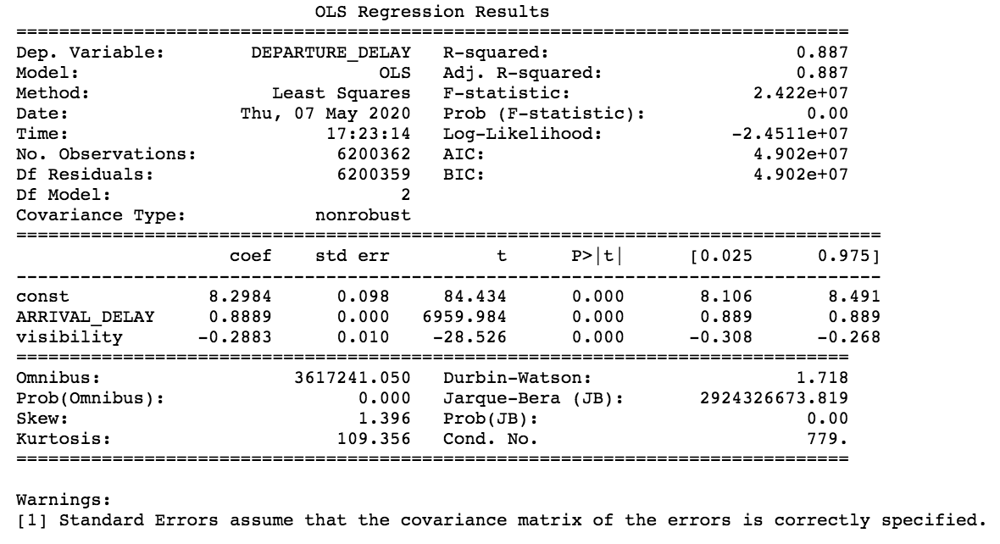 OLS Regression Results
==============================================================================
Dep. Variable:        DEPARTURE_DELAY   R-squared:                       0.887
Model:                            OLS   Adj. R-squared:                  0.887
Method:                 Least Squares   F-statistic:                 2.422e+07
Date:                Thu, 07 May 2020   Prob (F-statistic):               0.00
Time:                        17:23:14   Log-Likelihood:            -2.4511e+07
No. Observations:             6200362   AIC:                         4.902e+07
Df Residuals:                 6200359   BIC:                         4.902e+07
Df Model:                           2
Covariance Type:            nonrobust
=================================================================================
                    coef    std err          t      P>|t|      [0.025      0.975]
---------------------------------------------------------------------------------
const             8.2984      0.098     84.434      0.000       8.106       8.491
ARRIVAL_DELAY     0.8889      0.000   6959.984      0.000       0.889       0.889
visibility       -0.2883      0.010    -28.526      0.000      -0.308      -0.268
==============================================================================
Omnibus:                  3617241.050   Durbin-Watson:                   1.718
Prob(Omnibus):                  0.000   Jarque-Bera (JB):       2924326673.819
Skew:                           1.396   Prob(JB):                         0.00
Kurtosis:                     109.356   Cond. No.                         779.
==============================================================================
Warnings:
[1] Standard Errors assume that the covariance matrix of the errors is correctly specified.